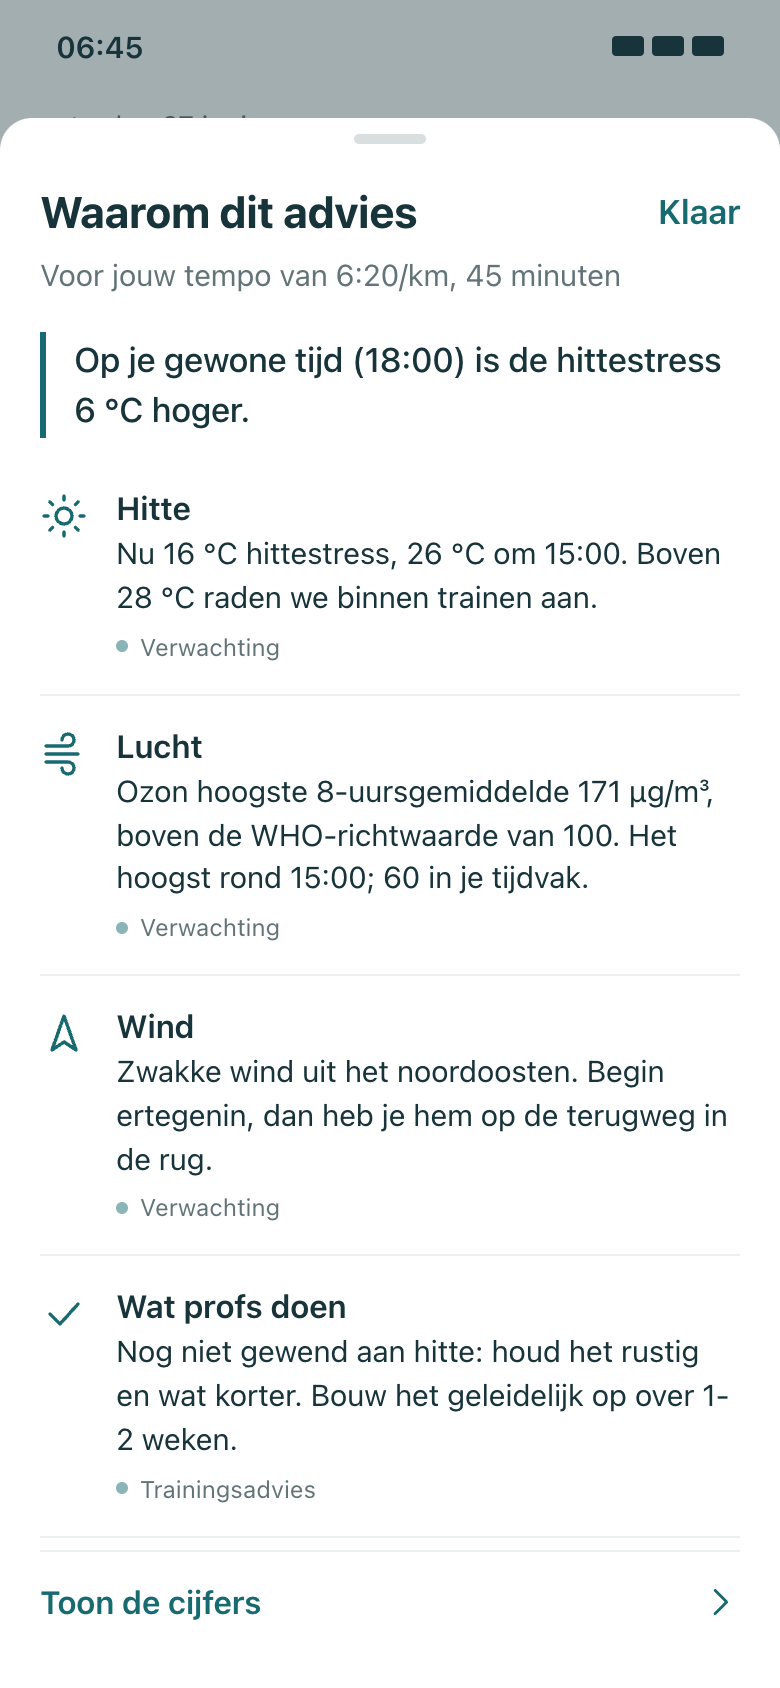 06:45
Waarom dit advies
Klaar
Voor jouw tempo van 6:20/km, 45 minuten
Op je gewone tijd (18:00) is de hittestress
6 °C hoger.
Hitte
Nu 16 °C hittestress, 26 °C om 15:00. Boven
28 °C raden we binnen trainen aan.
Verwachting
Lucht
Ozon hoogste 8-uursgemiddelde 171 µg/m³,
boven de WHO-richtwaarde van 100. Het
hoogst rond 15:00; 60 in je tijdvak.
Verwachting
Wind
Zwakke wind uit het noordoosten. Begin
ertegenin, dan heb je hem op de terugweg in
de rug.
Verwachting
Wat profs doen
Nog niet gewend aan hitte: houd het rustig
en wat korter. Bouw het geleidelijk op over 1-
2 weken.
Trainingsadvies
Toon de cijfers